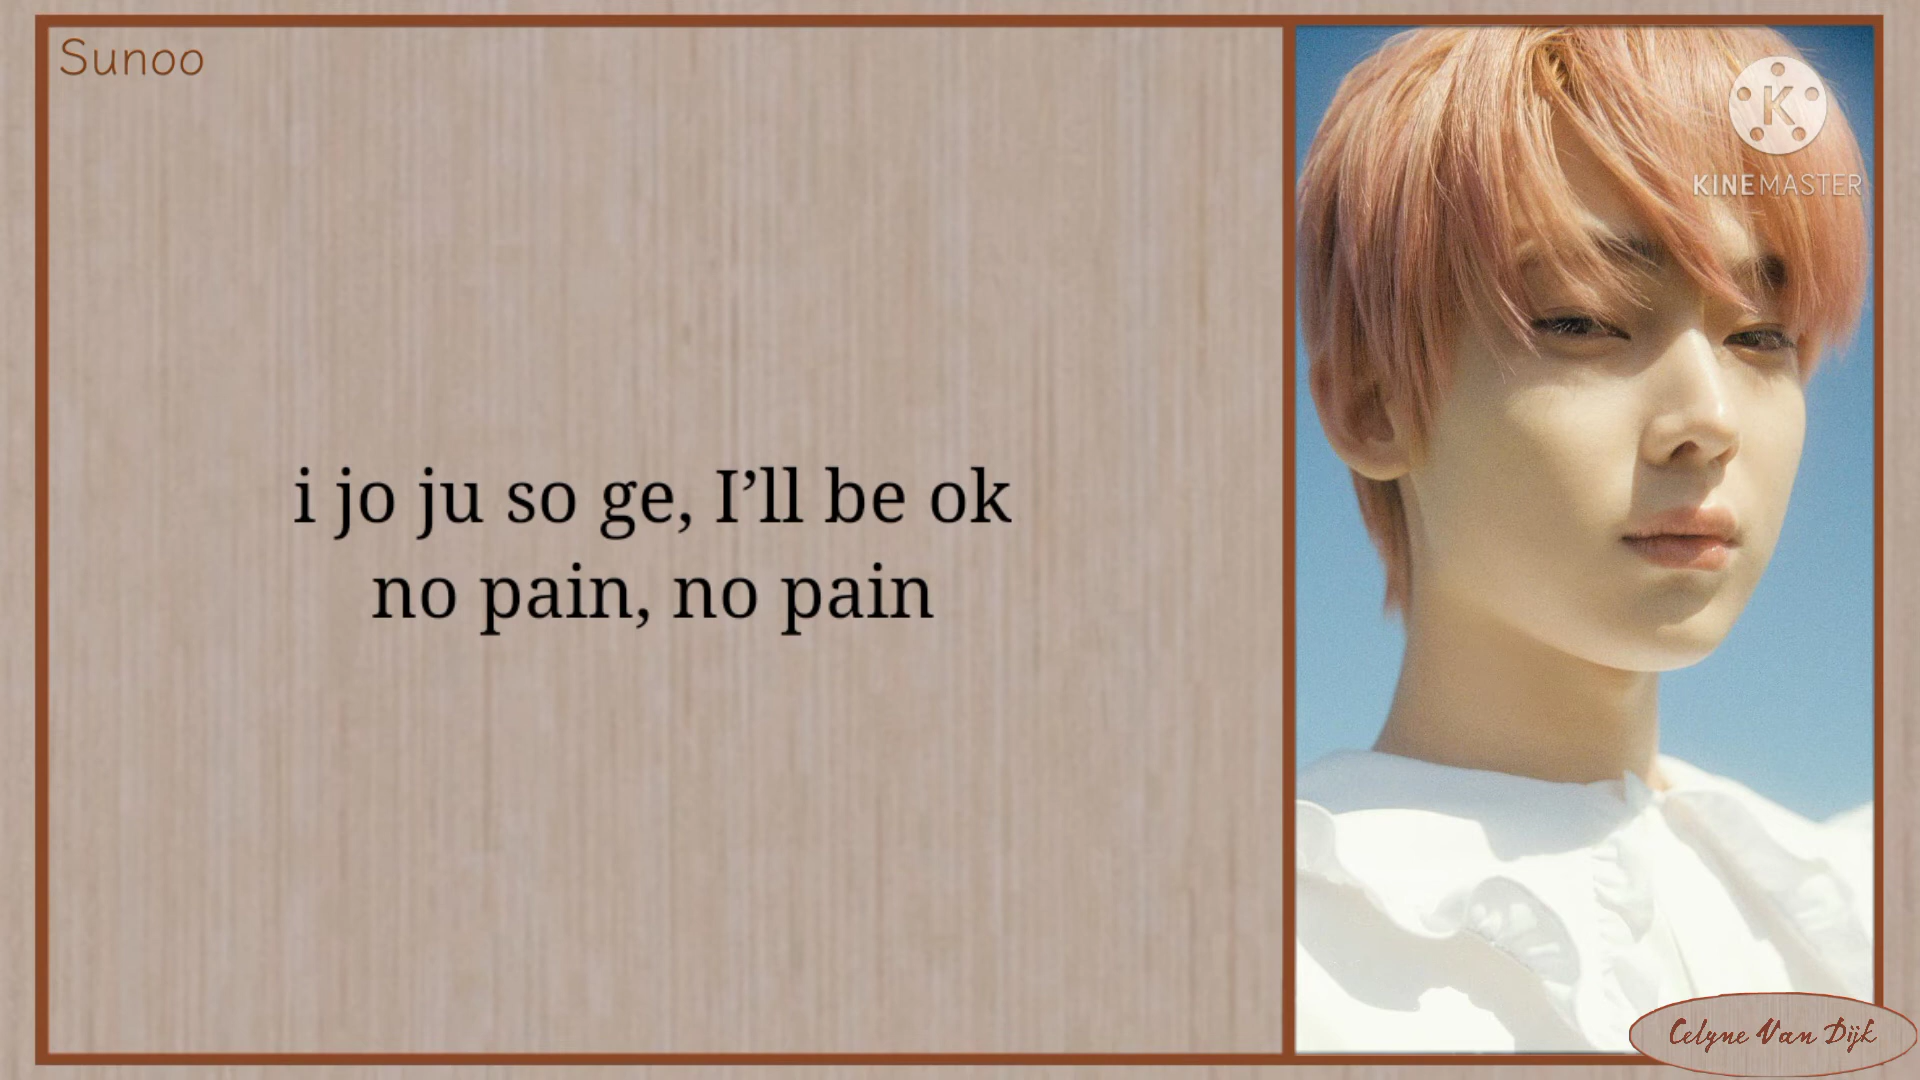 Sunoo
K
KINEMASTER
i jo ju so ge, I’ll be ok
no pain, no pain
Celyne Van Dijk